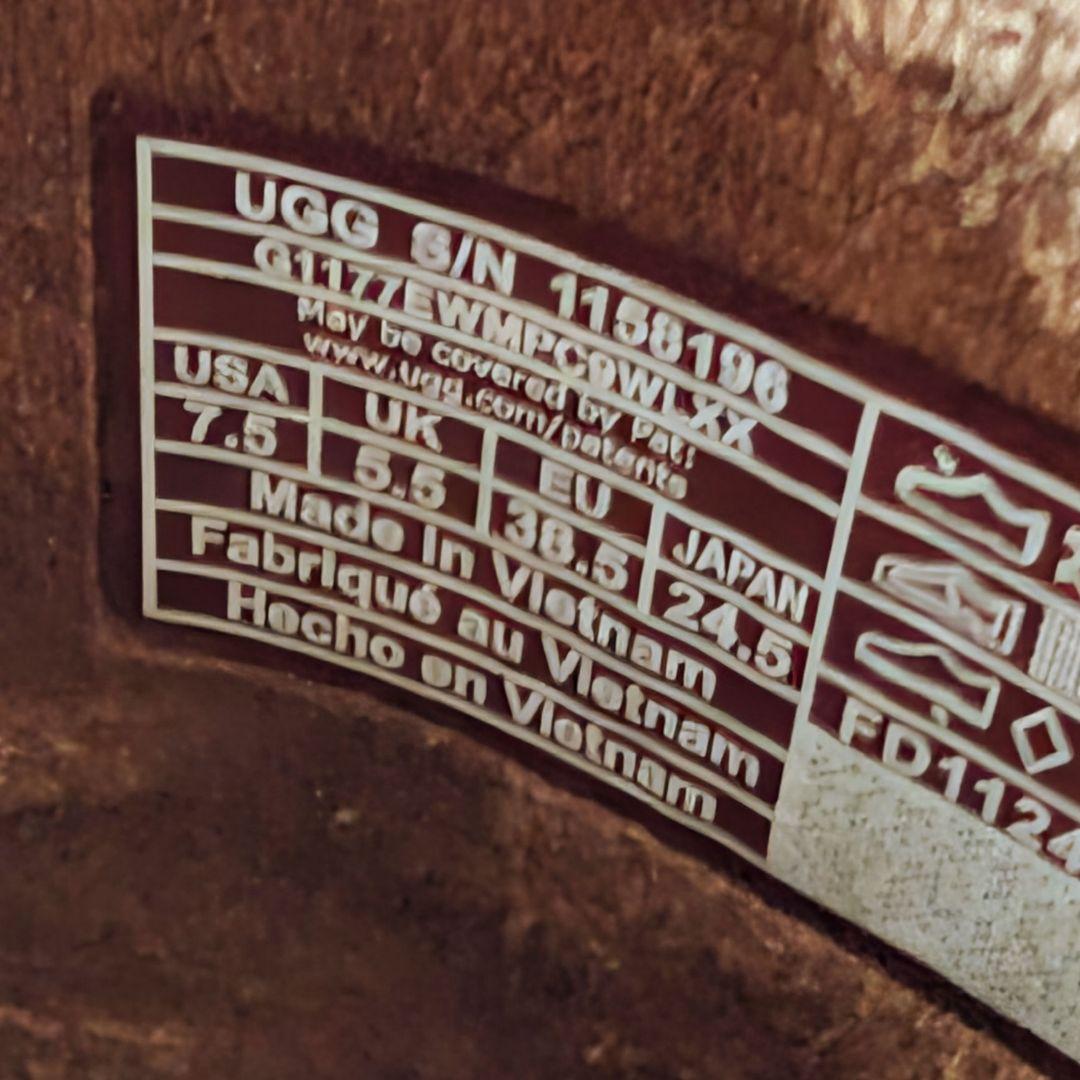 UGG S/N 1158196
G1177EWMPC9WLXX
May be covered by Pat:
www.ugg.com/patents
USA UK EU JAPAN
7.5 5.5 38.5 24.5
Made In Vietnam
Fabriqué au Vietnam
Hecho en Vietnam
FD1124